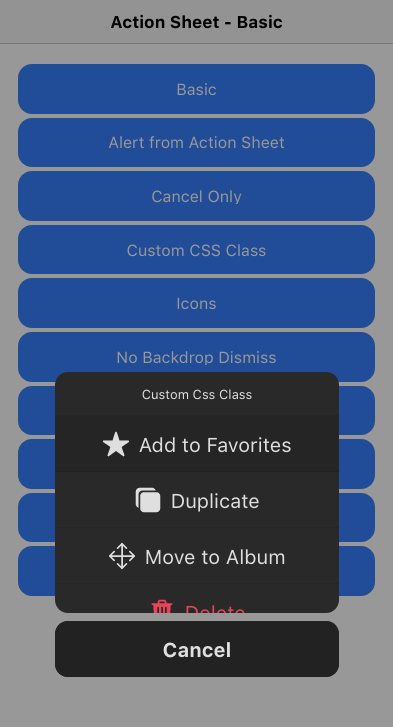 Action Sheet - Basic
Basic
Alert from Action Sheet
Cancel Only
Custom CSS Class
Icons
No Backdrop Dismiss
Custom Css Class
Add to Favorites
Duplicate
Move to Album
Delete
Cancel